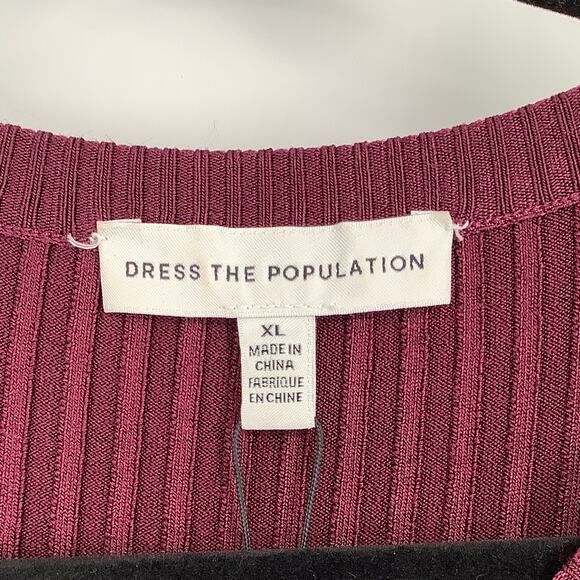 DRESS THE POPULATION
XL
MADE IN
CHINA
FABRIQUE
EN CHINE